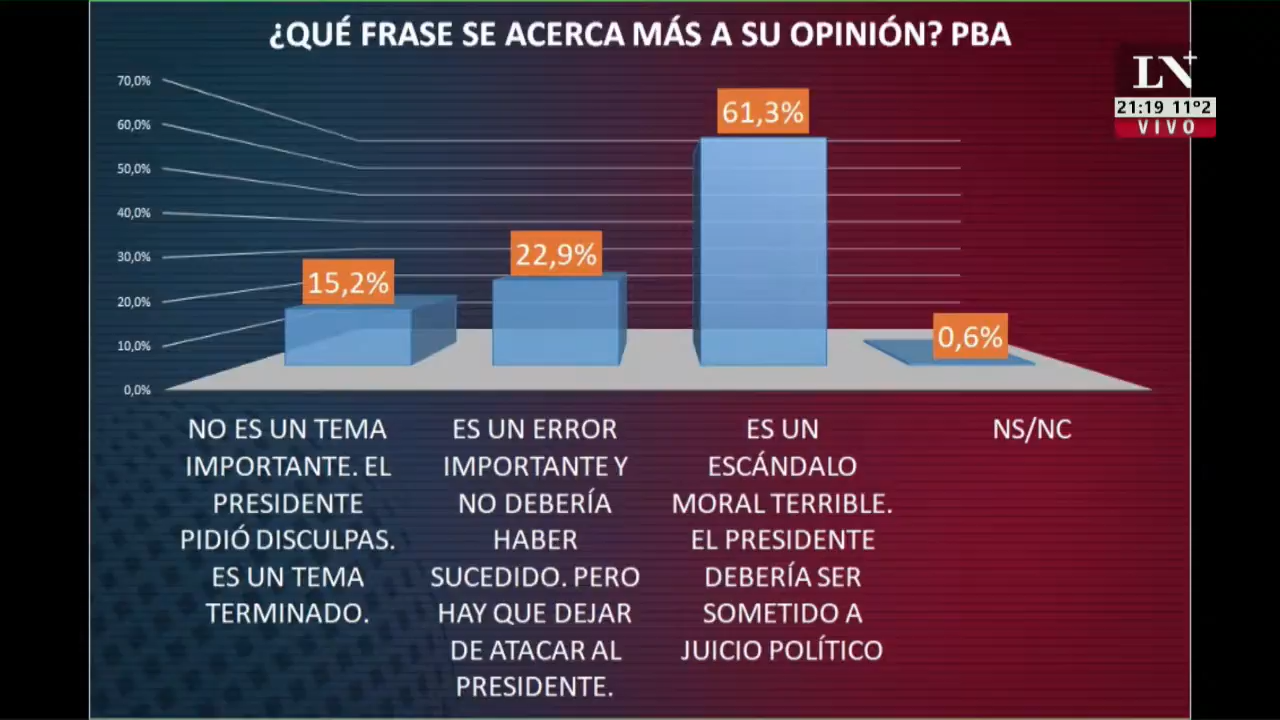 ¿QUÉ FRASE SE ACERCA MÁS A SU OPINIÓN? PBA
LN+
21:19 11º2
VIVO
70,0%
60,0%
50,0%
40,0%
30,0%
20,0%
10,0%
0,0%
15,2%
22,9%
61,3%
0,6%
NO ES UN TEMA
IMPORTANTE. EL
PRESIDENTE
PIDIÓ DISCULPAS.
ES UN TEMA
TERMINADO.
ES UN ERROR
IMPORTANTE Y
NO DEBERÍA
HABER
SUCEDIDO. PERO
HAY QUE DEJAR
DE ATACAR AL
PRESIDENTE.
ES UN
ESCÁNDALO
MORAL TERRIBLE.
EL PRESIDENTE
DEBERÍA SER
SOMETIDO A
JUICIO POLÍTICO
NS/NC